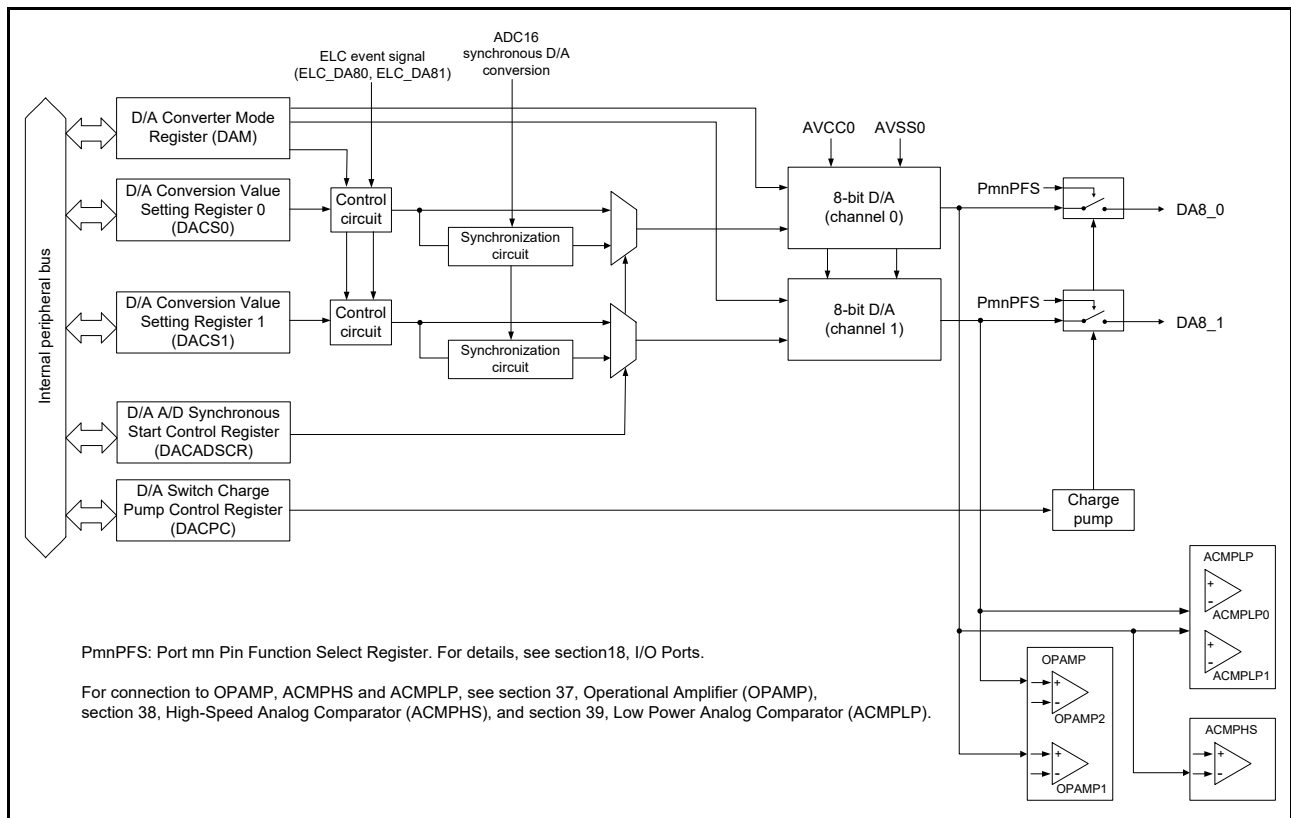 ADC16
synchronous D/A
conversion
ELC event signal
(ELC_DA80, ELC_DA81)
Internal peripheral bus
D/A Converter Mode
Register (DAM)
D/A Conversion Value
Setting Register 0
(DACS0)
Control
circuit
Synchronization
circuit
AVCC0
AVSS0
8-bit D/A
(channel 0)
PmnPFS
DA8_0
D/A Conversion Value
Setting Register 1
(DACS1)
Control
circuit
Synchronization
circuit
8-bit D/A
(channel 1)
PmnPFS
DA8_1
D/A A/D Synchronous
Start Control Register
(DACADSCR)
D/A Switch Charge
Pump Control Register
(DACPC)
Charge
pump
ACMPLP
+
-
ACMPLP0
+
-
ACMPLP1
OPAMP
+
-
OPAMP2
+
-
OPAMP1
ACMPHS
+
-
PmnPFS: Port mn Pin Function Select Register. For details, see section18, I/O Ports.
For connection to OPAMP, ACMPHS and ACMPLP, see section 37, Operational Amplifier (OPAMP),
section 38, High-Speed Analog Comparator (ACMPHS), and section 39, Low Power Analog Comparator (ACMPLP).